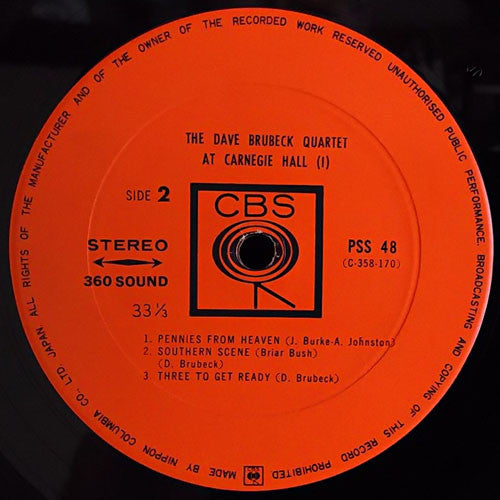 ALL RIGHTS OF THE MANUFACTURER AND OF THE OWNER OF THE RECORDED WORK RESERVED UNAUTHORISED PUBLIC PERFORMANCE. BROADCASTING AND COPYING OF THIS RECORD PROHIBITED
THE DAVE BRUBECK QUARTET
AT CARNEGIE HALL (I)
SIDE 2
CBS
STEREO
360 SOUND
33 1/3
PSS 48
(C-358-170)
1. PENNIES FROM HEAVEN (J. Burke-A. Johnston)
2. SOUTHERN SCENE (Briar Bush)
(D. Brubeck)
3. THREE TO GET READY (D. Brubeck)
MADE BY NIPPON COLUMBIA CO., LTD JAPAN